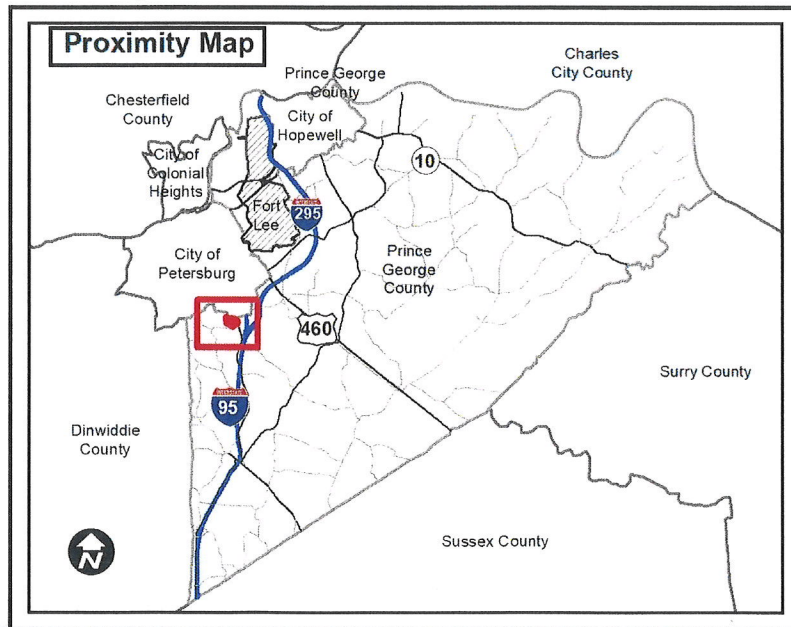 Proximity Map
Charles
City County
Prince George
County
Chesterfield
County
City of
Hopewell
City of
Colonial
Heights
10
Fort
Lee
295
City of
Petersburg
Prince
George
County
460
Surry County
95
Dinwiddie
County
Sussex County
N